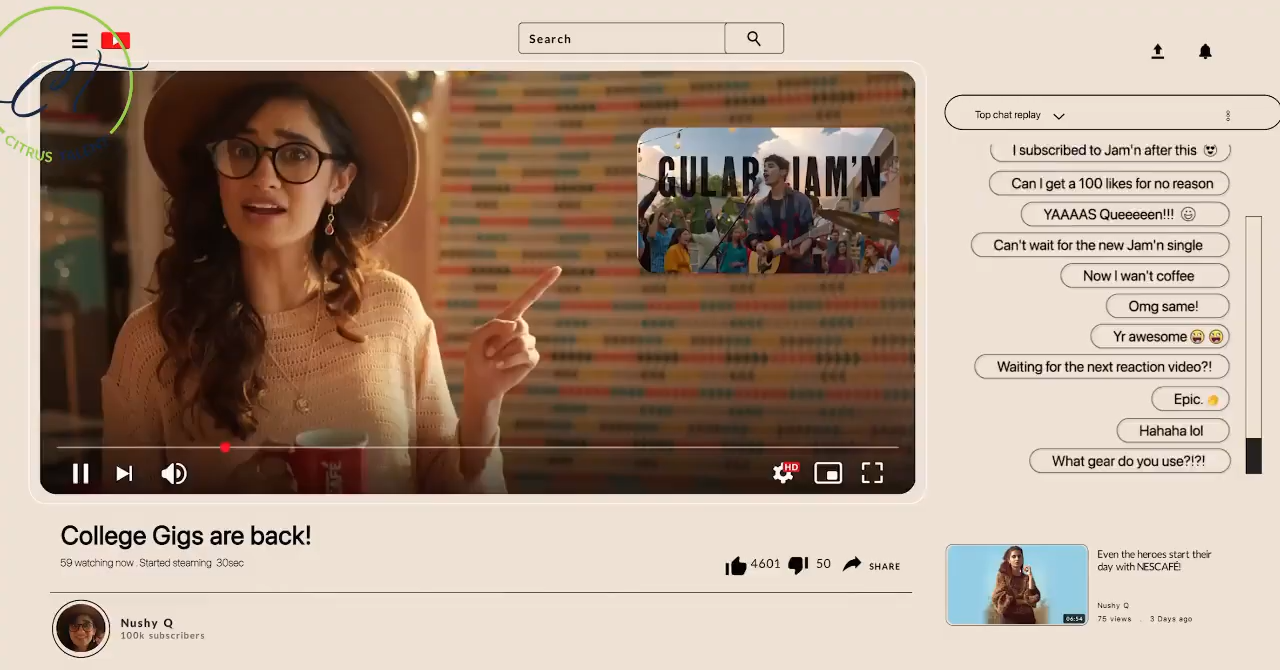 Search
CITRUS TALENT
GULAR JAM'N
CAFÉ
HD
Top chat replay
I subscribed to Jam'n after this
Can I get a 100 likes for no reason
YAAAAS Queeeeen!!!
Can't wait for the new Jam'n single
Now I wan't coffee
Omg same!
Yr awesome
Waiting for the next reaction video?!
Epic.
Hahaha lol
What gear do you use?!?!
College Gigs are back!
59 watching now . Started steaming 30sec
4601
50
SHARE
Nushy Q
100k subscribers
Even the heroes start their
day with NESCAFÉ!
Nushy Q
75 views . 3 Days ago
06:54